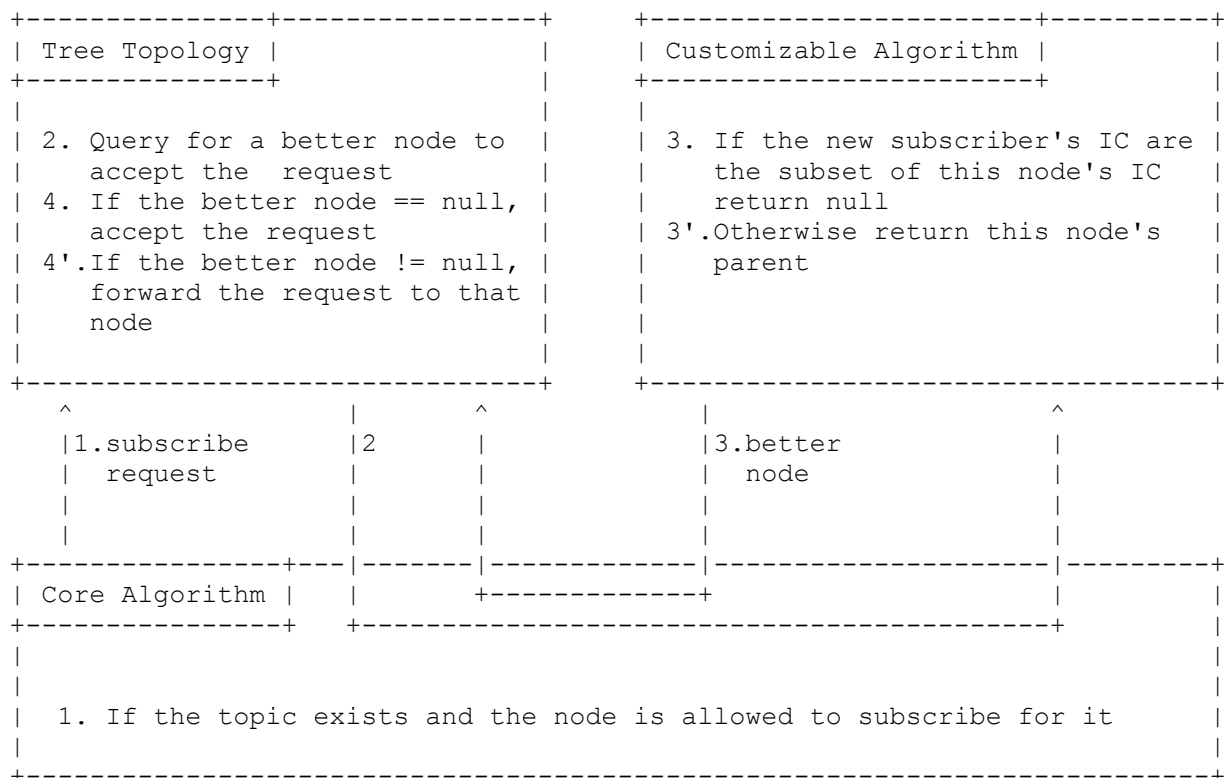 Tree Topology
2. Query for a better node to
accept the  request
4. If the better node == null,
accept the request
4'.If the better node != null,
forward the request to that
node
Customizable Algorithm
3. If the new subscriber's IC are
the subset of this node's IC
return null
3'.Otherwise return this node's
parent
1.subscribe
request
2
3.better
node
Core Algorithm
1. If the topic exists and the node is allowed to subscribe for it